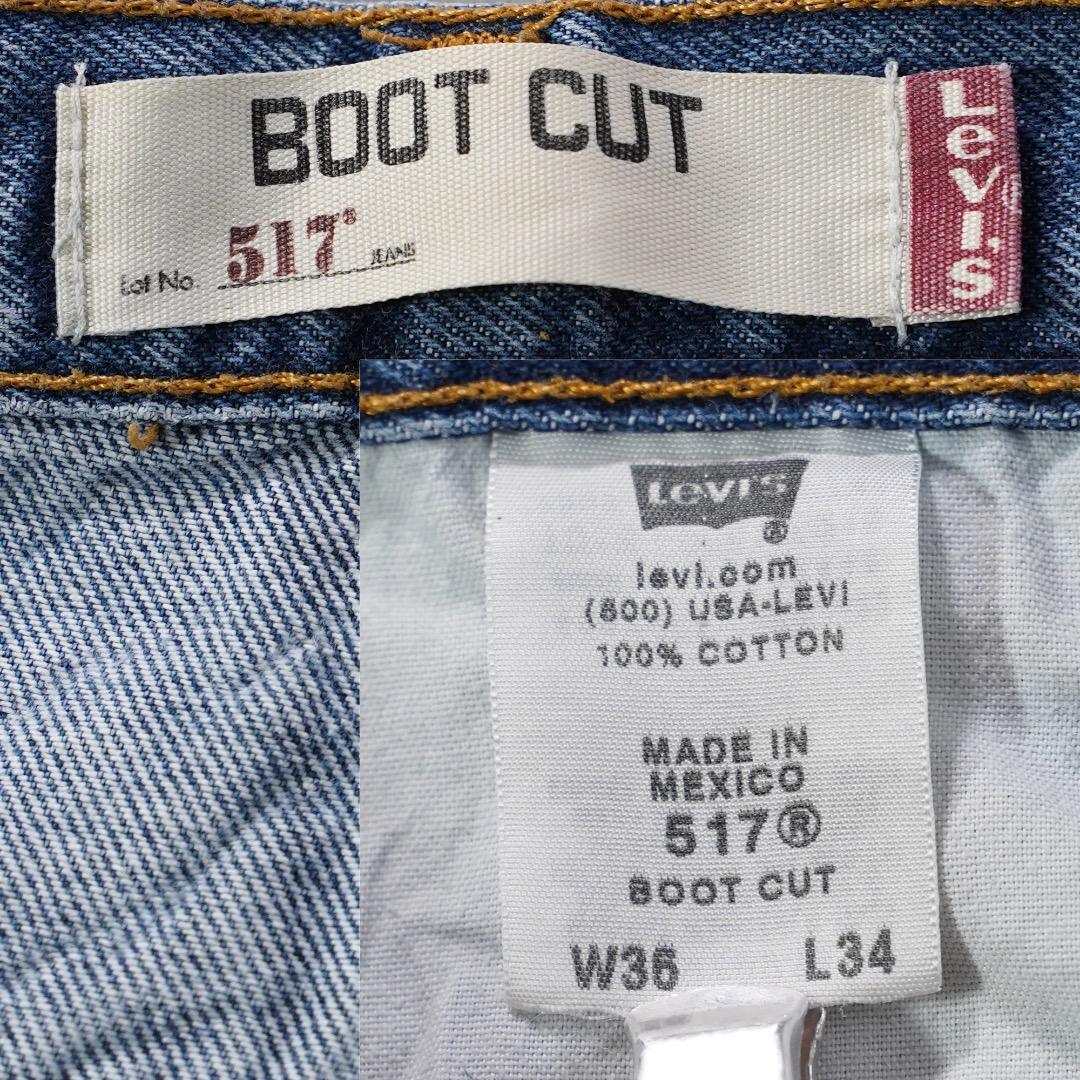 BOOT CUT
Lot No. 517® JEANS
Levi's®
Levi's
®
levi.com
(800) USA-LEVI
100% COTTON
MADE IN
MEXICO
517®
BOOT CUT
W36 L34